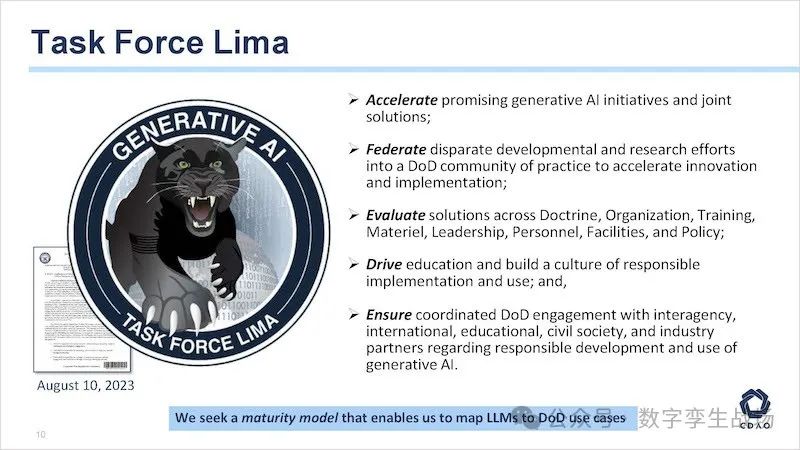 Task Force Lima
GENERATIVE AI
TASK FORCE LIMA
August 10, 2023
➢ Accelerate promising generative AI initiatives and joint
solutions;
➢ Federate disparate developmental and research efforts
into a DoD community of practice to accelerate innovation
and implementation;
➢ Evaluate solutions across Doctrine, Organization, Training,
Materiel, Leadership, Personnel, Facilities, and Policy;
➢ Drive education and build a culture of responsible
implementation and use; and,
➢ Ensure coordinated DoD engagement with interagency,
international, educational, civil society, and industry
partners regarding responsible development and use of
generative AI.
We seek a maturity model that enables us to map LLMs to DoD use cases
公众号 · 数字孪生战场
CDAO
10